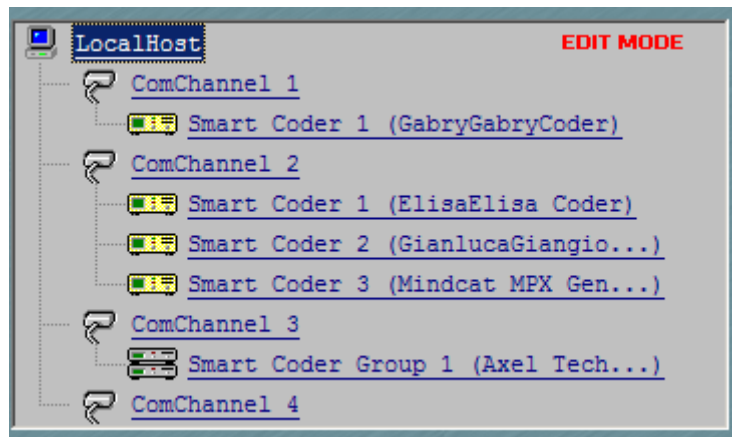 LocalHost EDIT MODE
ComChannel 1
Smart Coder 1 (GabryGabryCoder)
ComChannel 2
Smart Coder 1 (ElisaElisa Coder)
Smart Coder 2 (GianlucaGiangio...)
Smart Coder 3 (Mindcat MPX Gen...)
ComChannel 3
Smart Coder Group 1 (Axel Tech...)
ComChannel 4